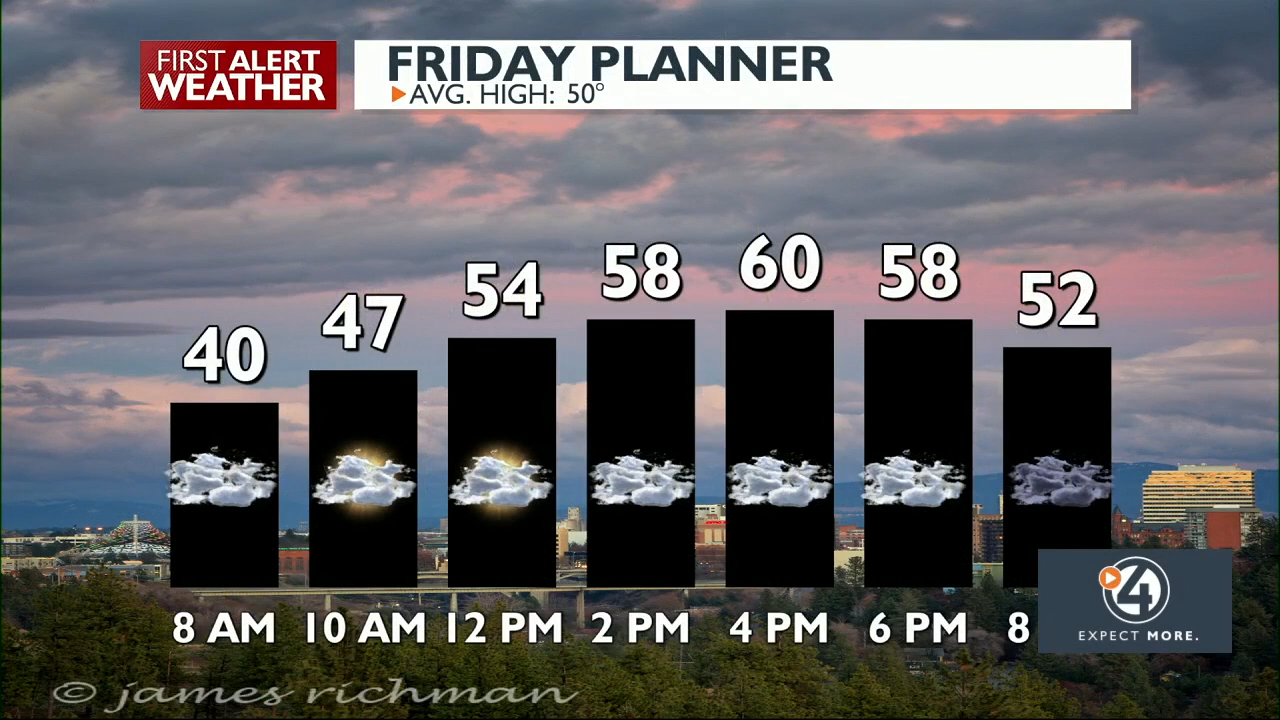 FIRST ALERT
WEATHER
FRIDAY PLANNER
AVG. HIGH: 50°
40 47 54 58 60 58 52
8 AM 10 AM 12 PM 2 PM 4 PM 6 PM 8
4
EXPECT MORE.
© james richman